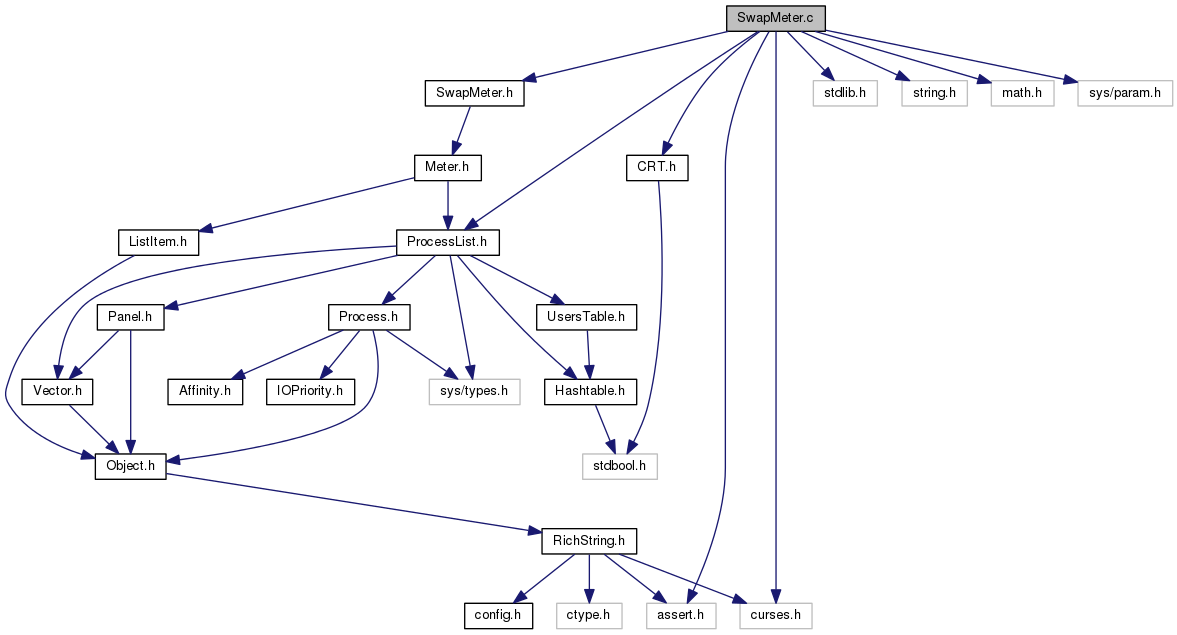 SwapMeter.c
SwapMeter.h
stdlib.h
string.h
math.h
sys/param.h
Meter.h
CRT.h
ListItem.h
ProcessList.h
Panel.h
Process.h
UsersTable.h
Vector.h
Affinity.h
IOPriority.h
sys/types.h
Hashtable.h
Object.h
stdbool.h
RichString.h
config.h
ctype.h
assert.h
curses.h